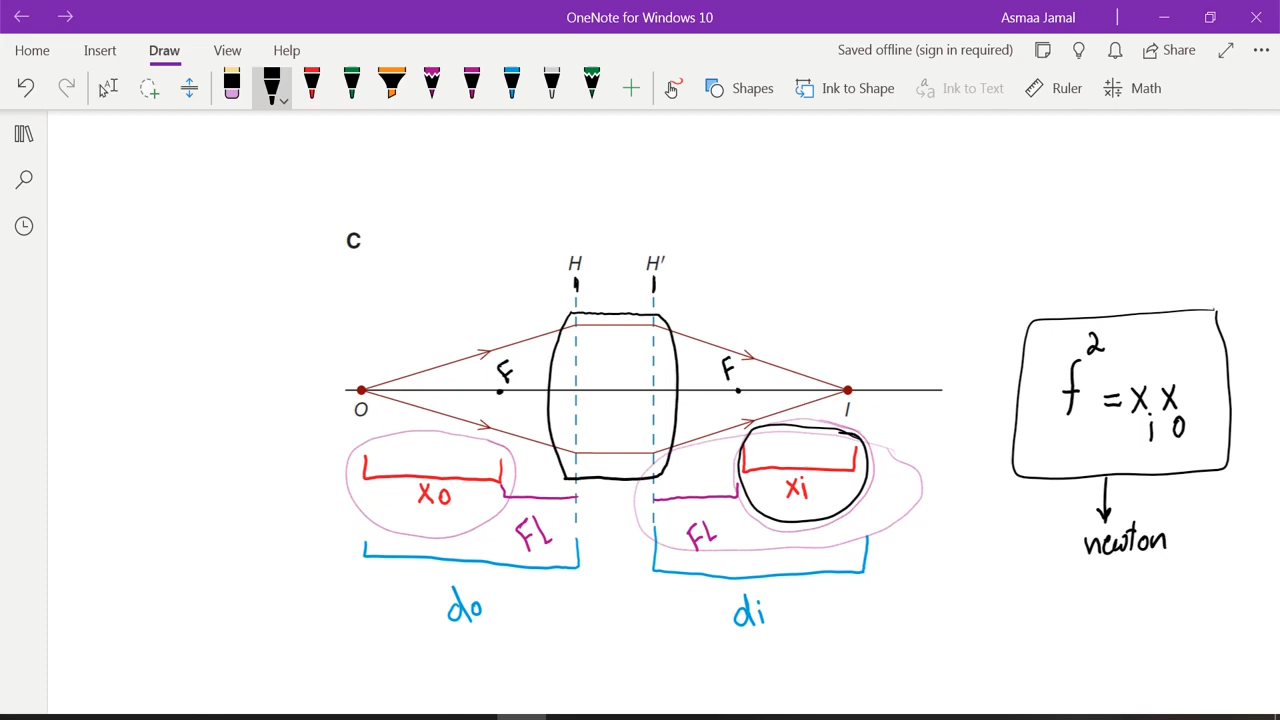 OneNote for Windows 10
Asmaa Jamal
Home Insert Draw View Help
Saved offline (sign in required)
Share
Shapes
Ink to Shape
Ink to Text
Ruler
Math
C
H H'
F F
O I
f² = xᵢ x₀
xo xi
FL FL
newton
do di